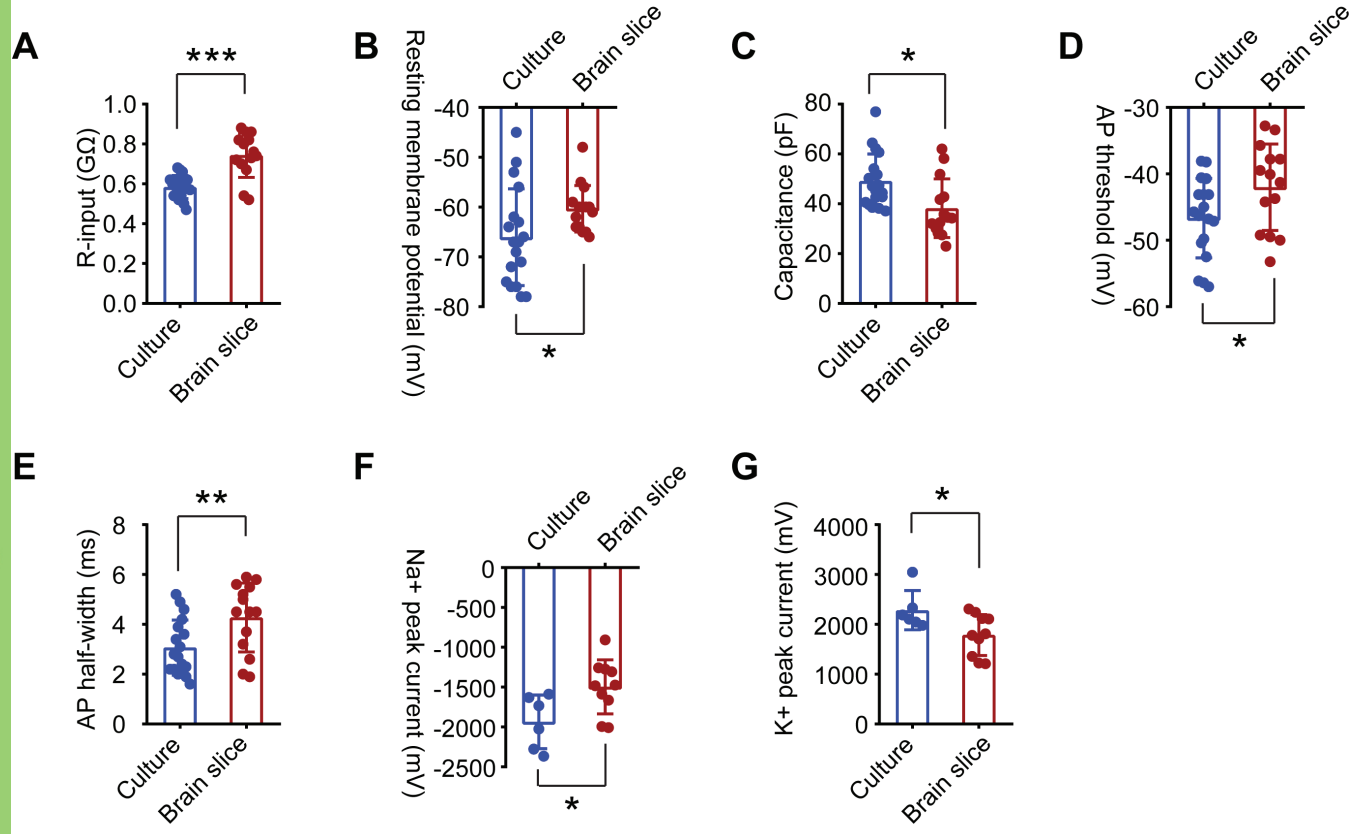 A
***
R-input (GΩ)
1.0
0.8
0.6
0.4
0.2
0.0
Culture
Brain slice
B
Resting membrane potential (mV)
Culture
Brain slice
-40
-50
-60
-70
-80
*
C
*
Capacitance (pF)
80
60
40
20
0
Culture
Brain slice
D
AP threshold (mV)
Culture
Brain slice
-30
-40
-50
-60
*
E
**
AP half-width (ms)
8
6
4
2
0
Culture
Brain slice
F
Na+ peak current (mV)
Culture
Brain slice
0
-500
-1000
-1500
-2000
-2500
*
G
*
K+ peak current (mV)
4000
3000
2000
1000
0
Culture
Brain slice